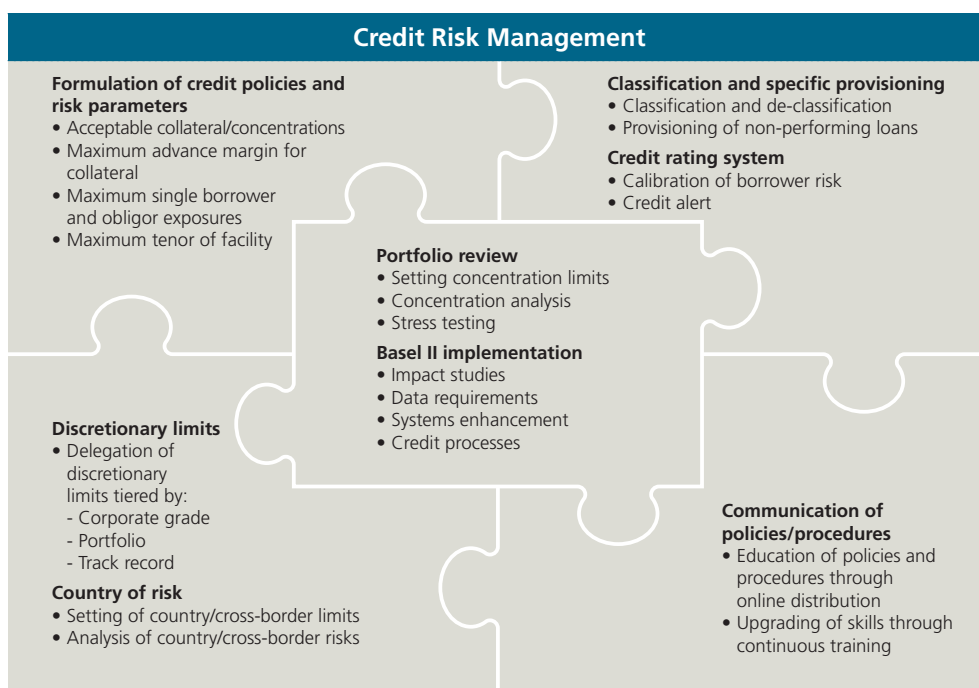 Credit Risk Management
Formulation of credit policies and
risk parameters
• Acceptable collateral/concentrations
• Maximum advance margin for
collateral
• Maximum single borrower
and obligor exposures
• Maximum tenor of facility
Classification and specific provisioning
• Classification and de-classification
• Provisioning of non-performing loans
Credit rating system
• Calibration of borrower risk
• Credit alert
Portfolio review
• Setting concentration limits
• Concentration analysis
• Stress testing
Basel II implementation
• Impact studies
• Data requirements
• Systems enhancement
• Credit processes
Discretionary limits
• Delegation of
discretionary
limits tiered by:
- Corporate grade
- Portfolio
- Track record
Country of risk
• Setting of country/cross-border limits
• Analysis of country/cross-border risks
Communication of
policies/procedures
• Education of policies and
procedures through
online distribution
• Upgrading of skills through
continuous training